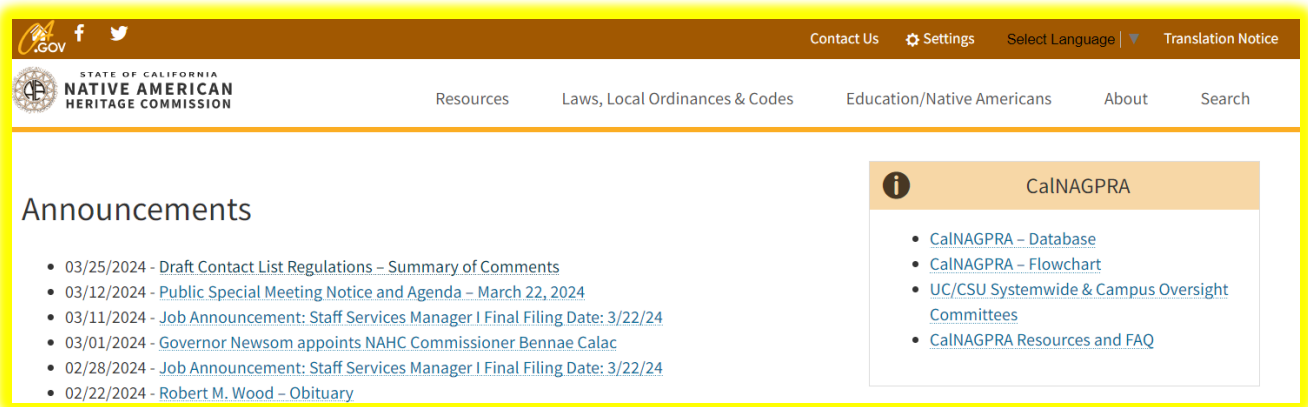 CA.GOV
Contact Us Settings Select Language ▼ Translation Notice
STATE OF CALIFORNIA
NATIVE AMERICAN
HERITAGE COMMISSION
Resources Laws, Local Ordinances & Codes Education/Native Americans About Search
Announcements
03/25/2024 - Draft Contact List Regulations – Summary of Comments
03/12/2024 - Public Special Meeting Notice and Agenda – March 22, 2024
03/11/2024 - Job Announcement: Staff Services Manager I Final Filing Date: 3/22/24
03/01/2024 - Governor Newsom appoints NAHC Commissioner Bennae Calac
02/28/2024 - Job Announcement: Staff Services Manager I Final Filing Date: 3/22/24
02/22/2024 - Robert M. Wood – Obituary
CalNAGPRA
CalNAGPRA – Database
CalNAGPRA – Flowchart
UC/CSU Systemwide & Campus Oversight
Committees
CalNAGPRA Resources and FAQ